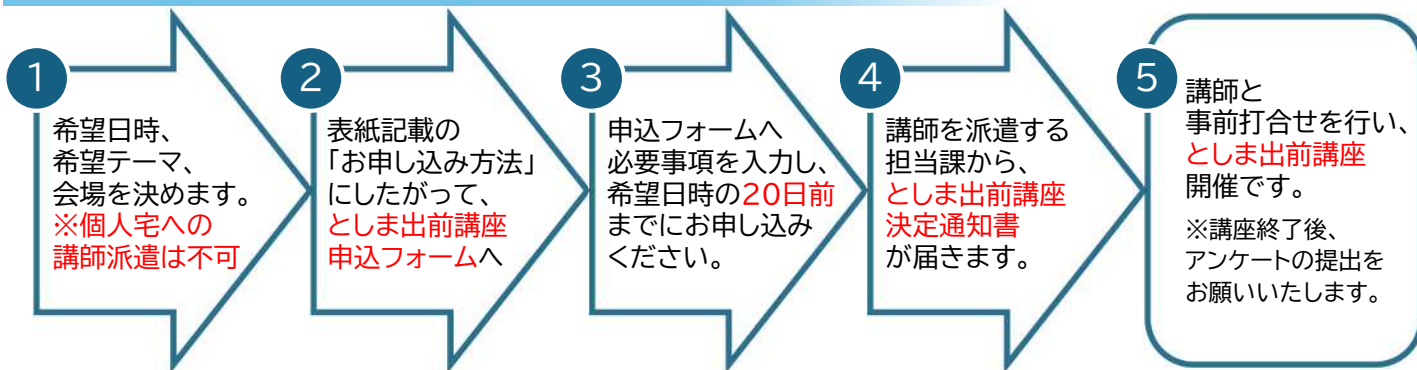 1
希望日時、
希望テーマ、
会場を決めます。
※個人宅への
講師派遣は不可
2
表紙記載の
「お申し込み方法」
にしたがって、
としま出前講座
申込フォームへ
3
申込フォームへ
必要事項を入力し、
希望日時の20日前
までにお申し込み
ください。
4
講師を派遣する
担当課から、
としま出前講座
決定通知書
が届きます。
5
講師と
事前打合せを行い、
としま出前講座
開催です。
※講座終了後、
アンケートの提出を
お願いいたします。